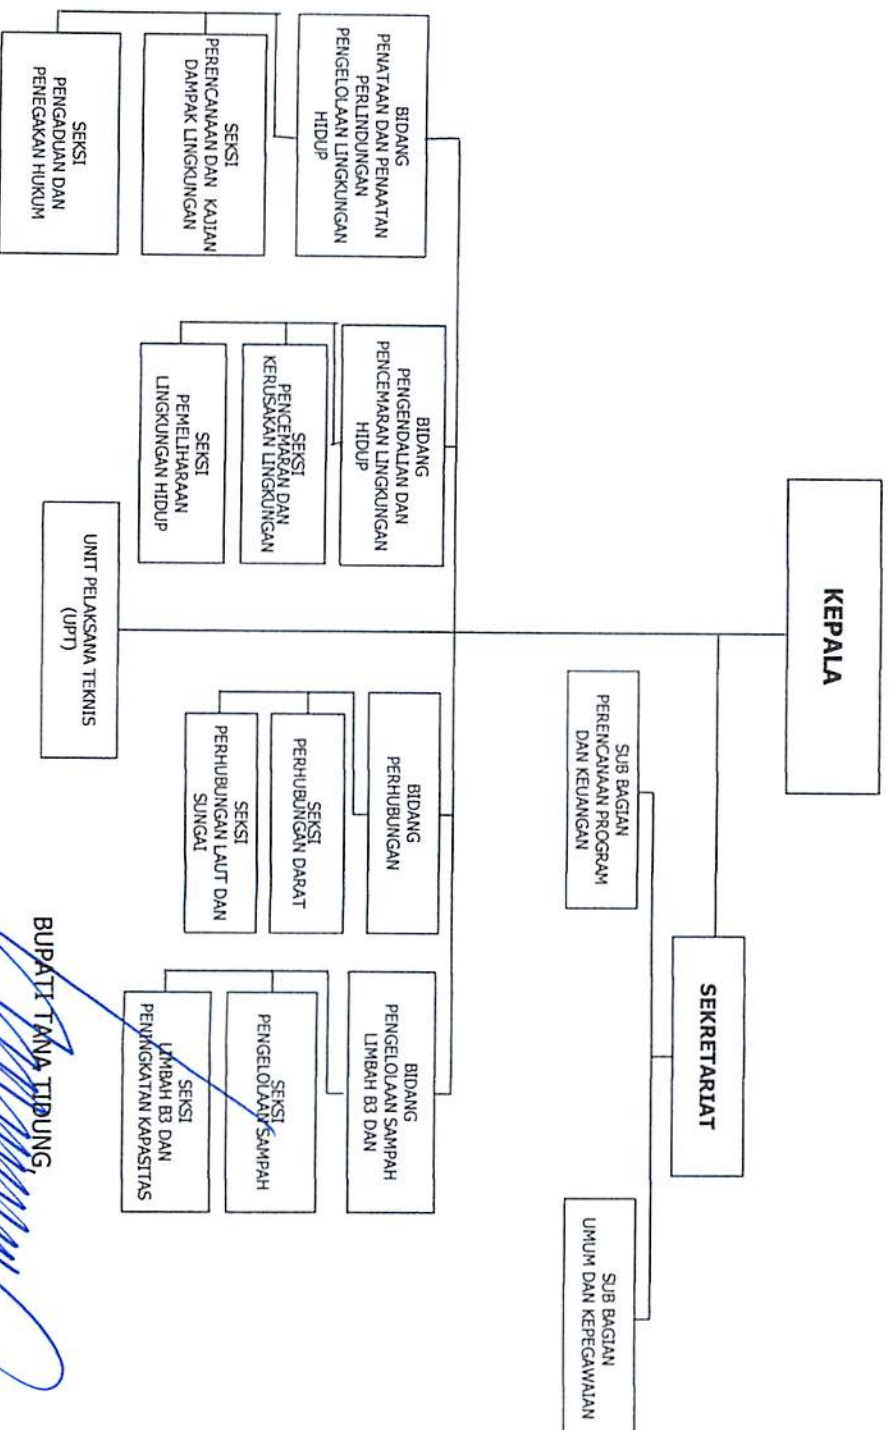 KEPALA
SEKRETARIAT
SUB BAGIAN
PERENCANAAN PROGRAM
DAN KEUANGAN
SUB BAGIAN
UMUM DAN KEPEGAWAIAN
BIDANG
PENATAAN DAN PENAATAN
PERLINDUNGAN
PENGELOLAAN LINGKUNGAN
HIDUP
SEKSI
PERENCANAAN DAN KAJIAN
DAMPAK LINGKUNGAN
SEKSI
PENGADUAN DAN
PENEGAKAN HUKUM
BIDANG
PENGENDALIAN DAN
PENCEMARAN LINGKUNGAN
HIDUP
SEKSI
PENCEMARAN DAN
KERUSAKAN LINGKUNGAN
SEKSI
PEMELIHARAAN
LINGKUNGAN HIDUP
BIDANG
PERHUBUNGAN
SEKSI
PERHUBUNGAN DARAT
SEKSI
PERHUBUNGAN LAUT DAN
SUNGAI
BIDANG
PENGELOLAAN SAMPAH
LIMBAH B3 DAN
SEKSI
PENGELOLAAN SAMPAH
SEKSI
LIMBAH B3 DAN
PENINGKATAN KAPASITAS
UNIT PELAKSANA TEKNIS
(UPT)
BUPATI TANA TIDUNG,